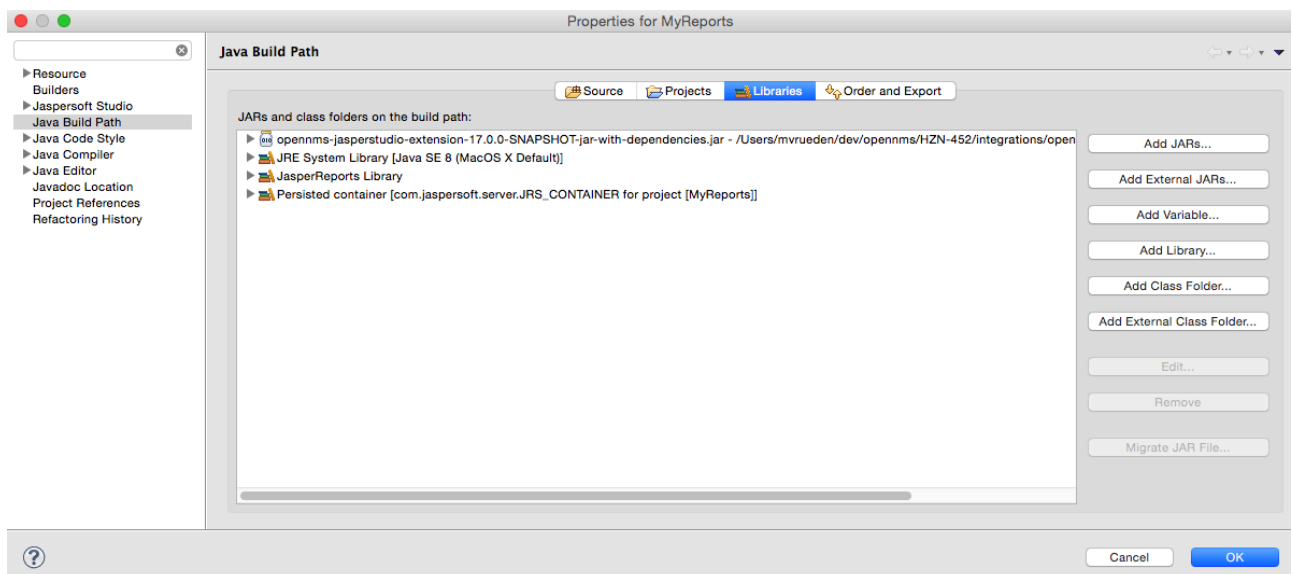 Properties for MyReports
Resource
Builders
Jaspersoft Studio
Java Build Path
Java Code Style
Java Compiler
Java Editor
Javadoc Location
Project References
Refactoring History
Java Build Path
Source Projects Libraries Order and Export
JARs and class folders on the build path:
opennms-jasperstudio-extension-17.0.0-SNAPSHOT-jar-with-dependencies.jar - /Users/mvrueden/dev/opennms/HZN-452/integrations/open
JRE System Library [Java SE 8 (MacOS X Default)]
JasperReports Library
Persisted container [com.jaspersoft.server.JRS_CONTAINER for project [MyReports]]
Add JARs...
Add External JARs...
Add Variable...
Add Library...
Add Class Folder...
Add External Class Folder...
Edit...
Remove
Migrate JAR File...
?
Cancel OK